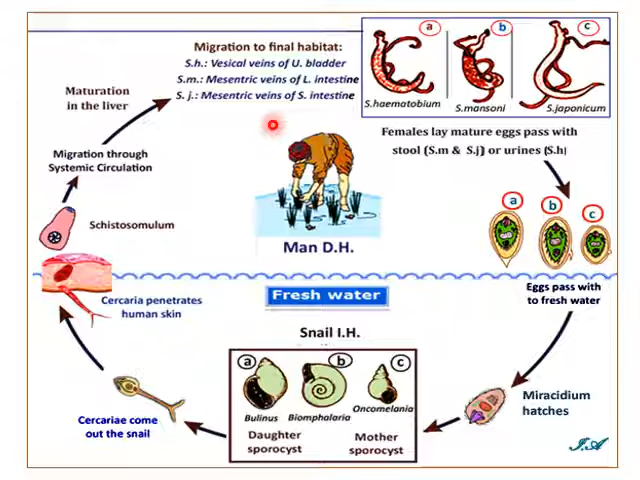 Migration to final habitat:
S.h.: Vesical veins of U. bladder
S.m.: Mesentric veins of L. intestine
S. j.: Mesentric veins of S. intestine
a
b
c
S.haematobium
S.mansoni
S.japonicum
Maturation
in the liver
Females lay mature eggs pass with
stool (S.m & S.j) or urines (S.h)
Migration through
Systemic Circulation
a
b
c
Schistosomulum
Man D.H.
Cercaria penetrates
human skin
Fresh water
Eggs pass with
to fresh water
Snail I.H.
a
b
c
Bulinus
Biomphalaria
Oncomelania
Daughter
sporocyst
Mother
sporocyst
Miracidium
hatches
Cercariae come
out the snail
I.A